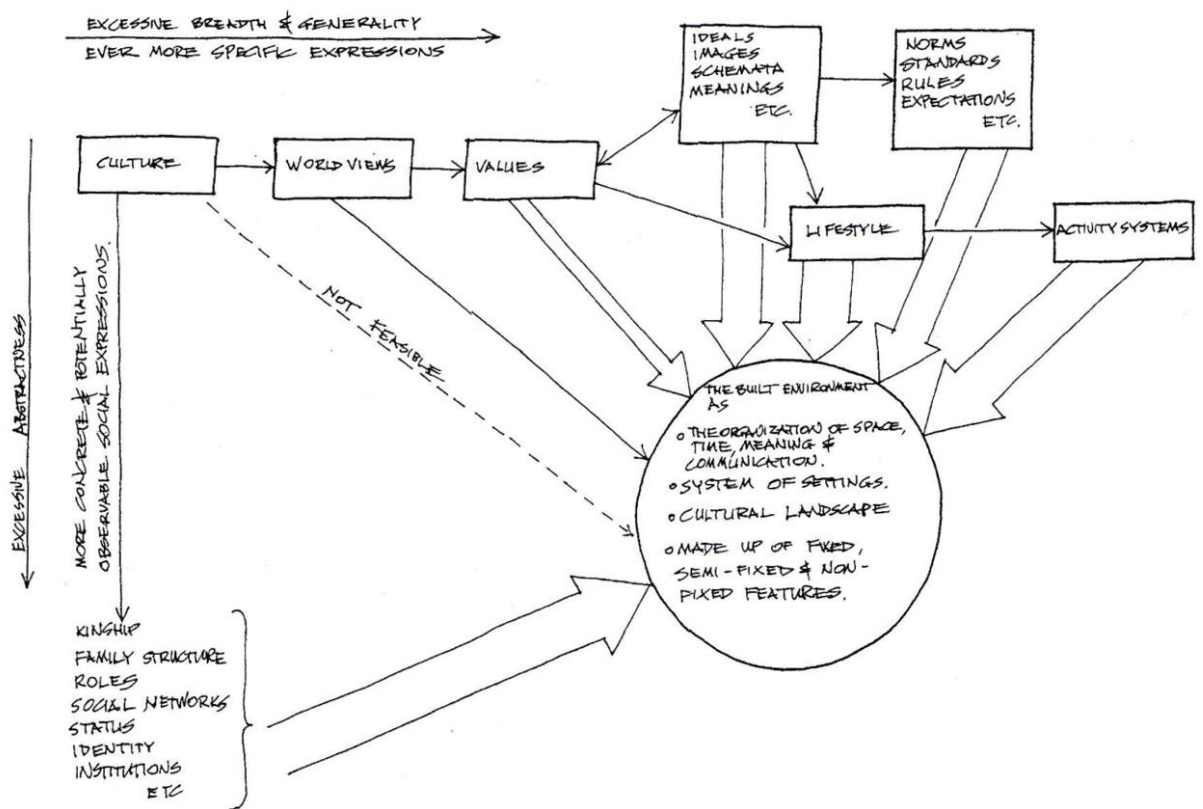 EXCESSIVE BREADTH & GENERALITY
EVER MORE SPECIFIC EXPRESSIONS
IDEALS
IMAGES
SCHEMATA
MEANINGS
ETC.
NORMS
STANDARDS
RULES
EXPECTATIONS
ETC.
CULTURE
WORLD VIEWS
VALUES
LIFESTYLE
ACTIVITY SYSTEMS
EXCESSIVE ABSTRACTNESS
MORE CONCRETE & POTENTIALLY
OBSERVABLE SOCIAL EXPRESSIONS.
NOT FEASIBLE
THE BUILT ENVIRONMENT
AS
THE ORGANIZATION OF SPACE,
TIME, MEANING &
COMMUNICATION.
SYSTEM OF SETTINGS.
CULTURAL LANDSCAPE
MADE UP OF FIXED,
SEMI-FIXED & NON-
FIXED FEATURES.
KINSHIP
FAMILY STRUCTURE
ROLES
SOCIAL NETWORKS
STATUS
IDENTITY
INSTITUTIONS
ETC